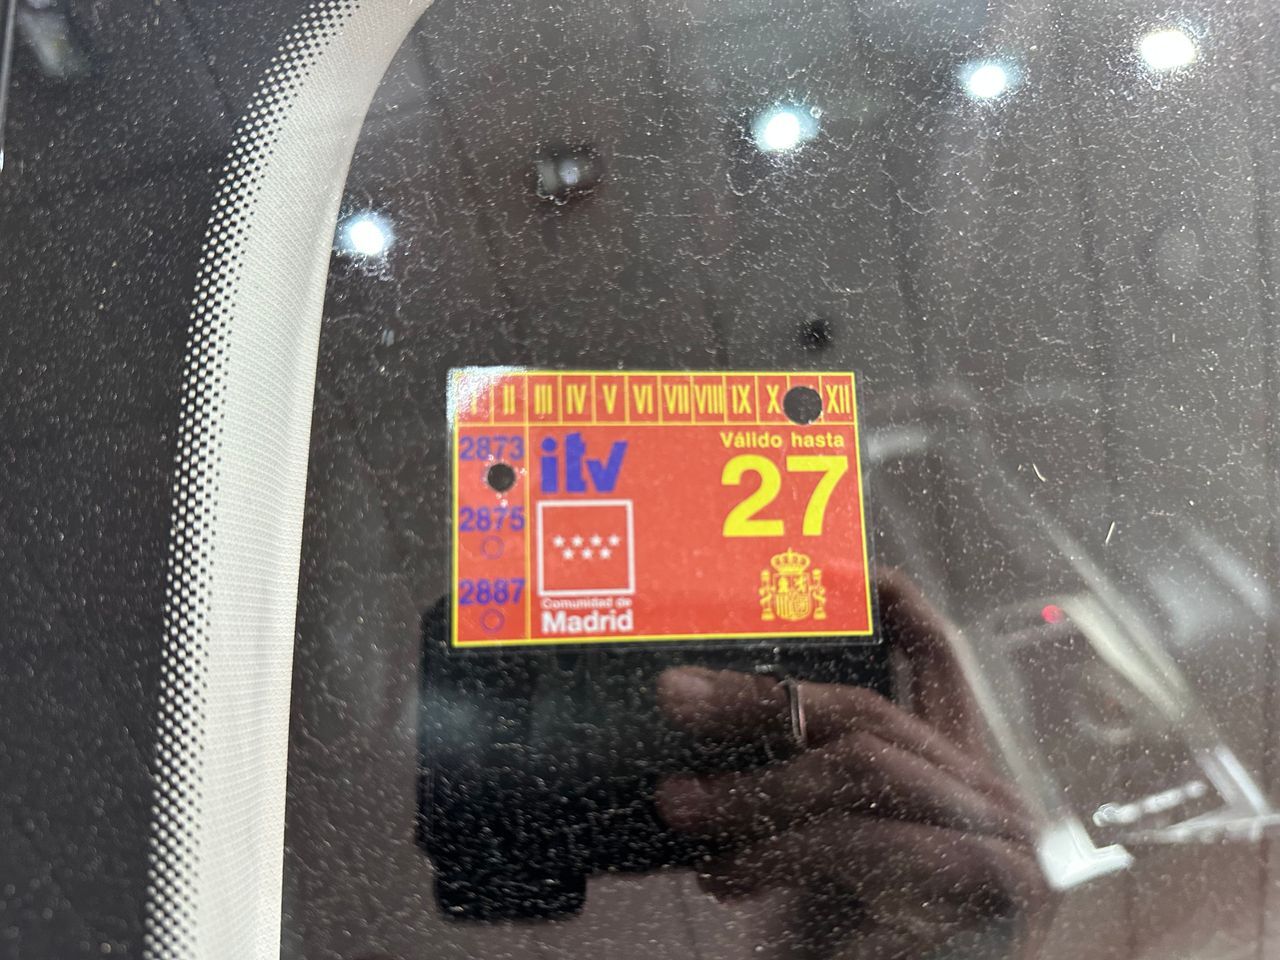 I II III IV V VI VII VIII IX X XII
2873
itv
Válido hasta
27
2875
2887
Comunidad de
Madrid